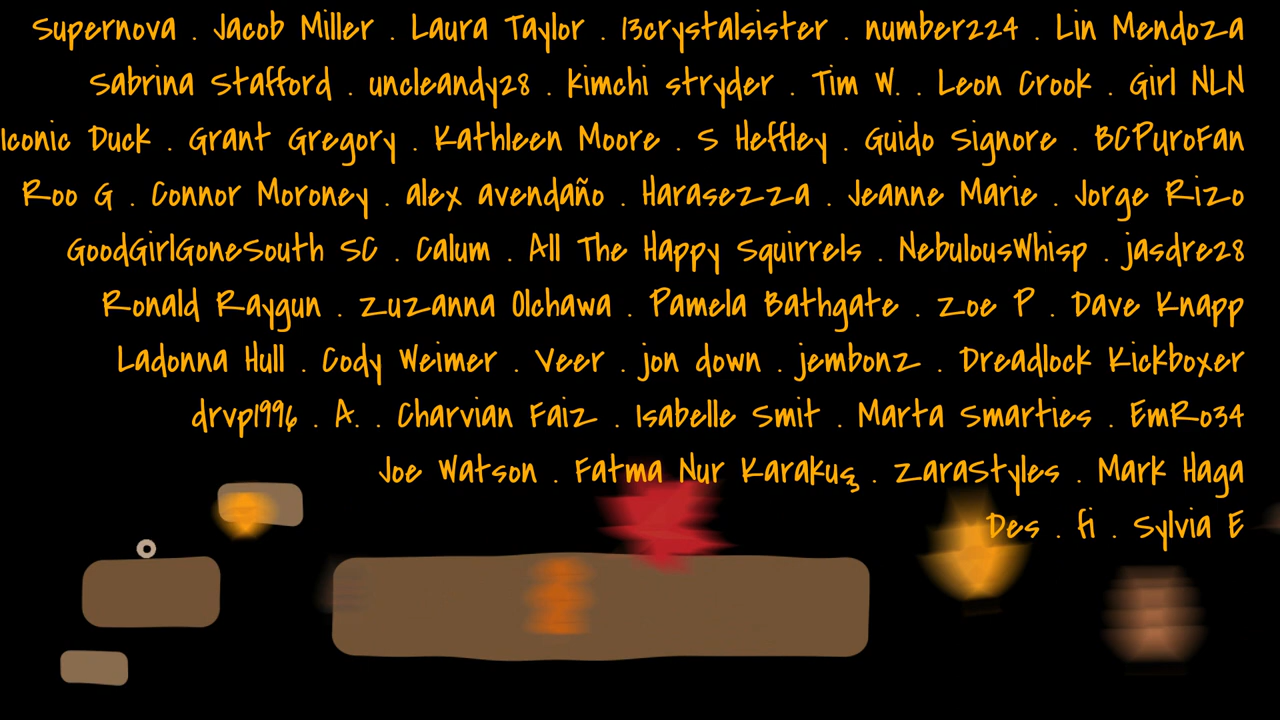 Supernova . Jacob Miller . Laura Taylor . 13crystalsister . number224 . Lin Mendoza
Sabrina Stafford . uncleandy28 . kimchi stryder . Tim W. . Leon Crook . Girl NLN
Iconic Duck . Grant Gregory . Kathleen Moore . S Heffley . Guido Signore . BCPuroFan
Roo G . Connor Moroney . alex avendaño . Harasezza . Jeanne Marie . Jorge Rizo
GoodGirlGoneSouth SC . Calum . All The Happy Squirrels . NebulousWhisp . jasdre28
Ronald Raygun . Zuzanna Olchawa . Pamela Bathgate . Zoe P . Dave Knapp
Ladonna Hull . Cody Weimer . Veer . jon down . jembonz . Dreadlock Kickboxer
drvp1996 . A. . Charvian Faiz . Isabelle Smit . Marta Smarties . EmRo34
Joe Watson . Fatma Nur Karakuş . ZaraStyles . Mark Haga
Des . fi . Sylvia E